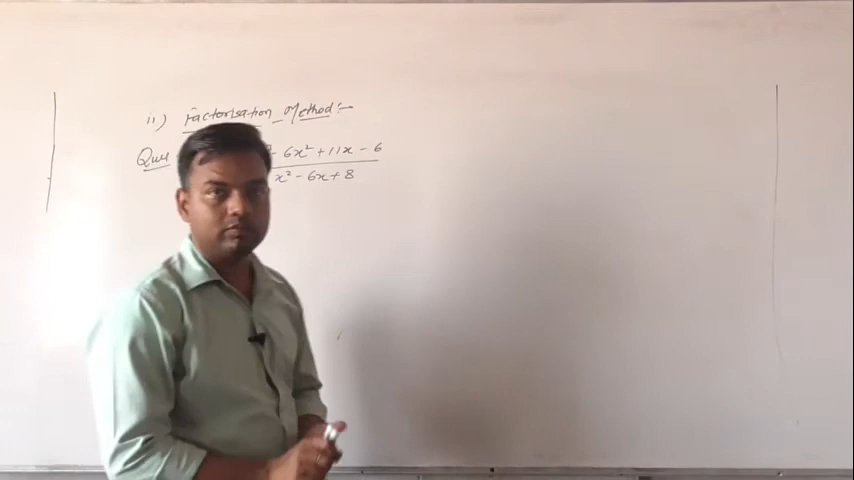 ii) Factorisation Method:-
Que - 6x² + 11x - 6
x² - 6x + 8